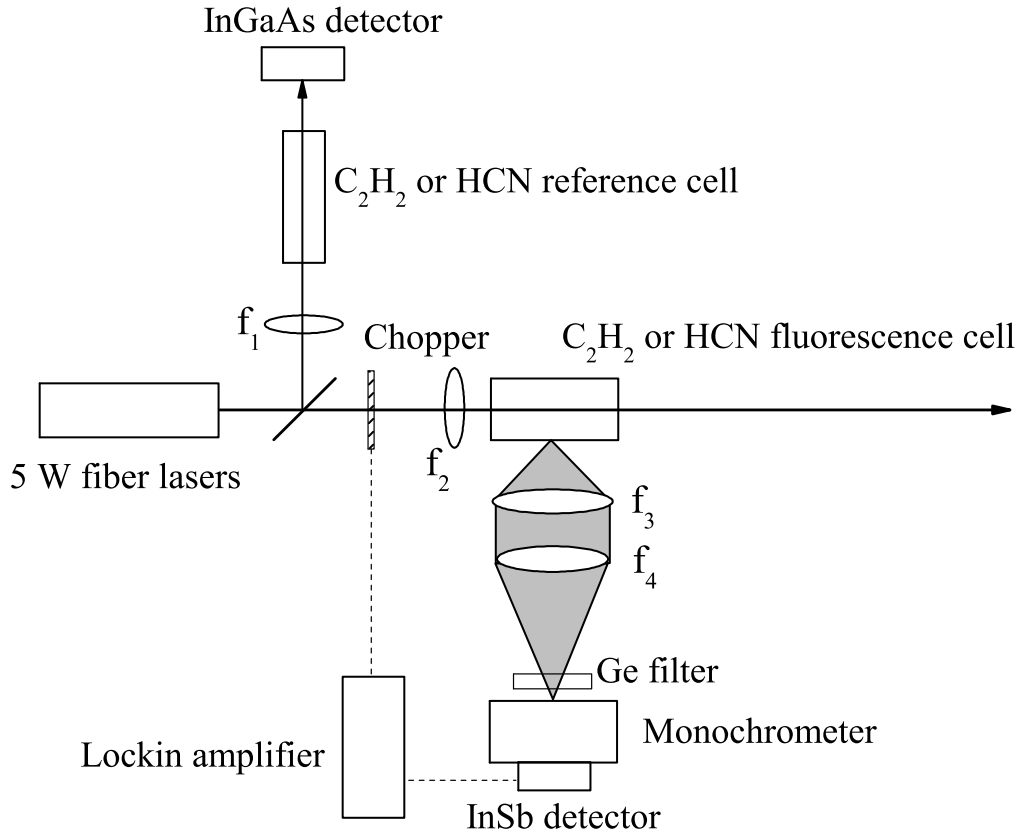 InGaAs detector
C₂H₂ or HCN reference cell
f₁
Chopper
C₂H₂ or HCN fluorescence cell
f₂
5 W fiber lasers
f₃
f₄
Ge filter
Monochrometer
Lockin amplifier
InSb detector